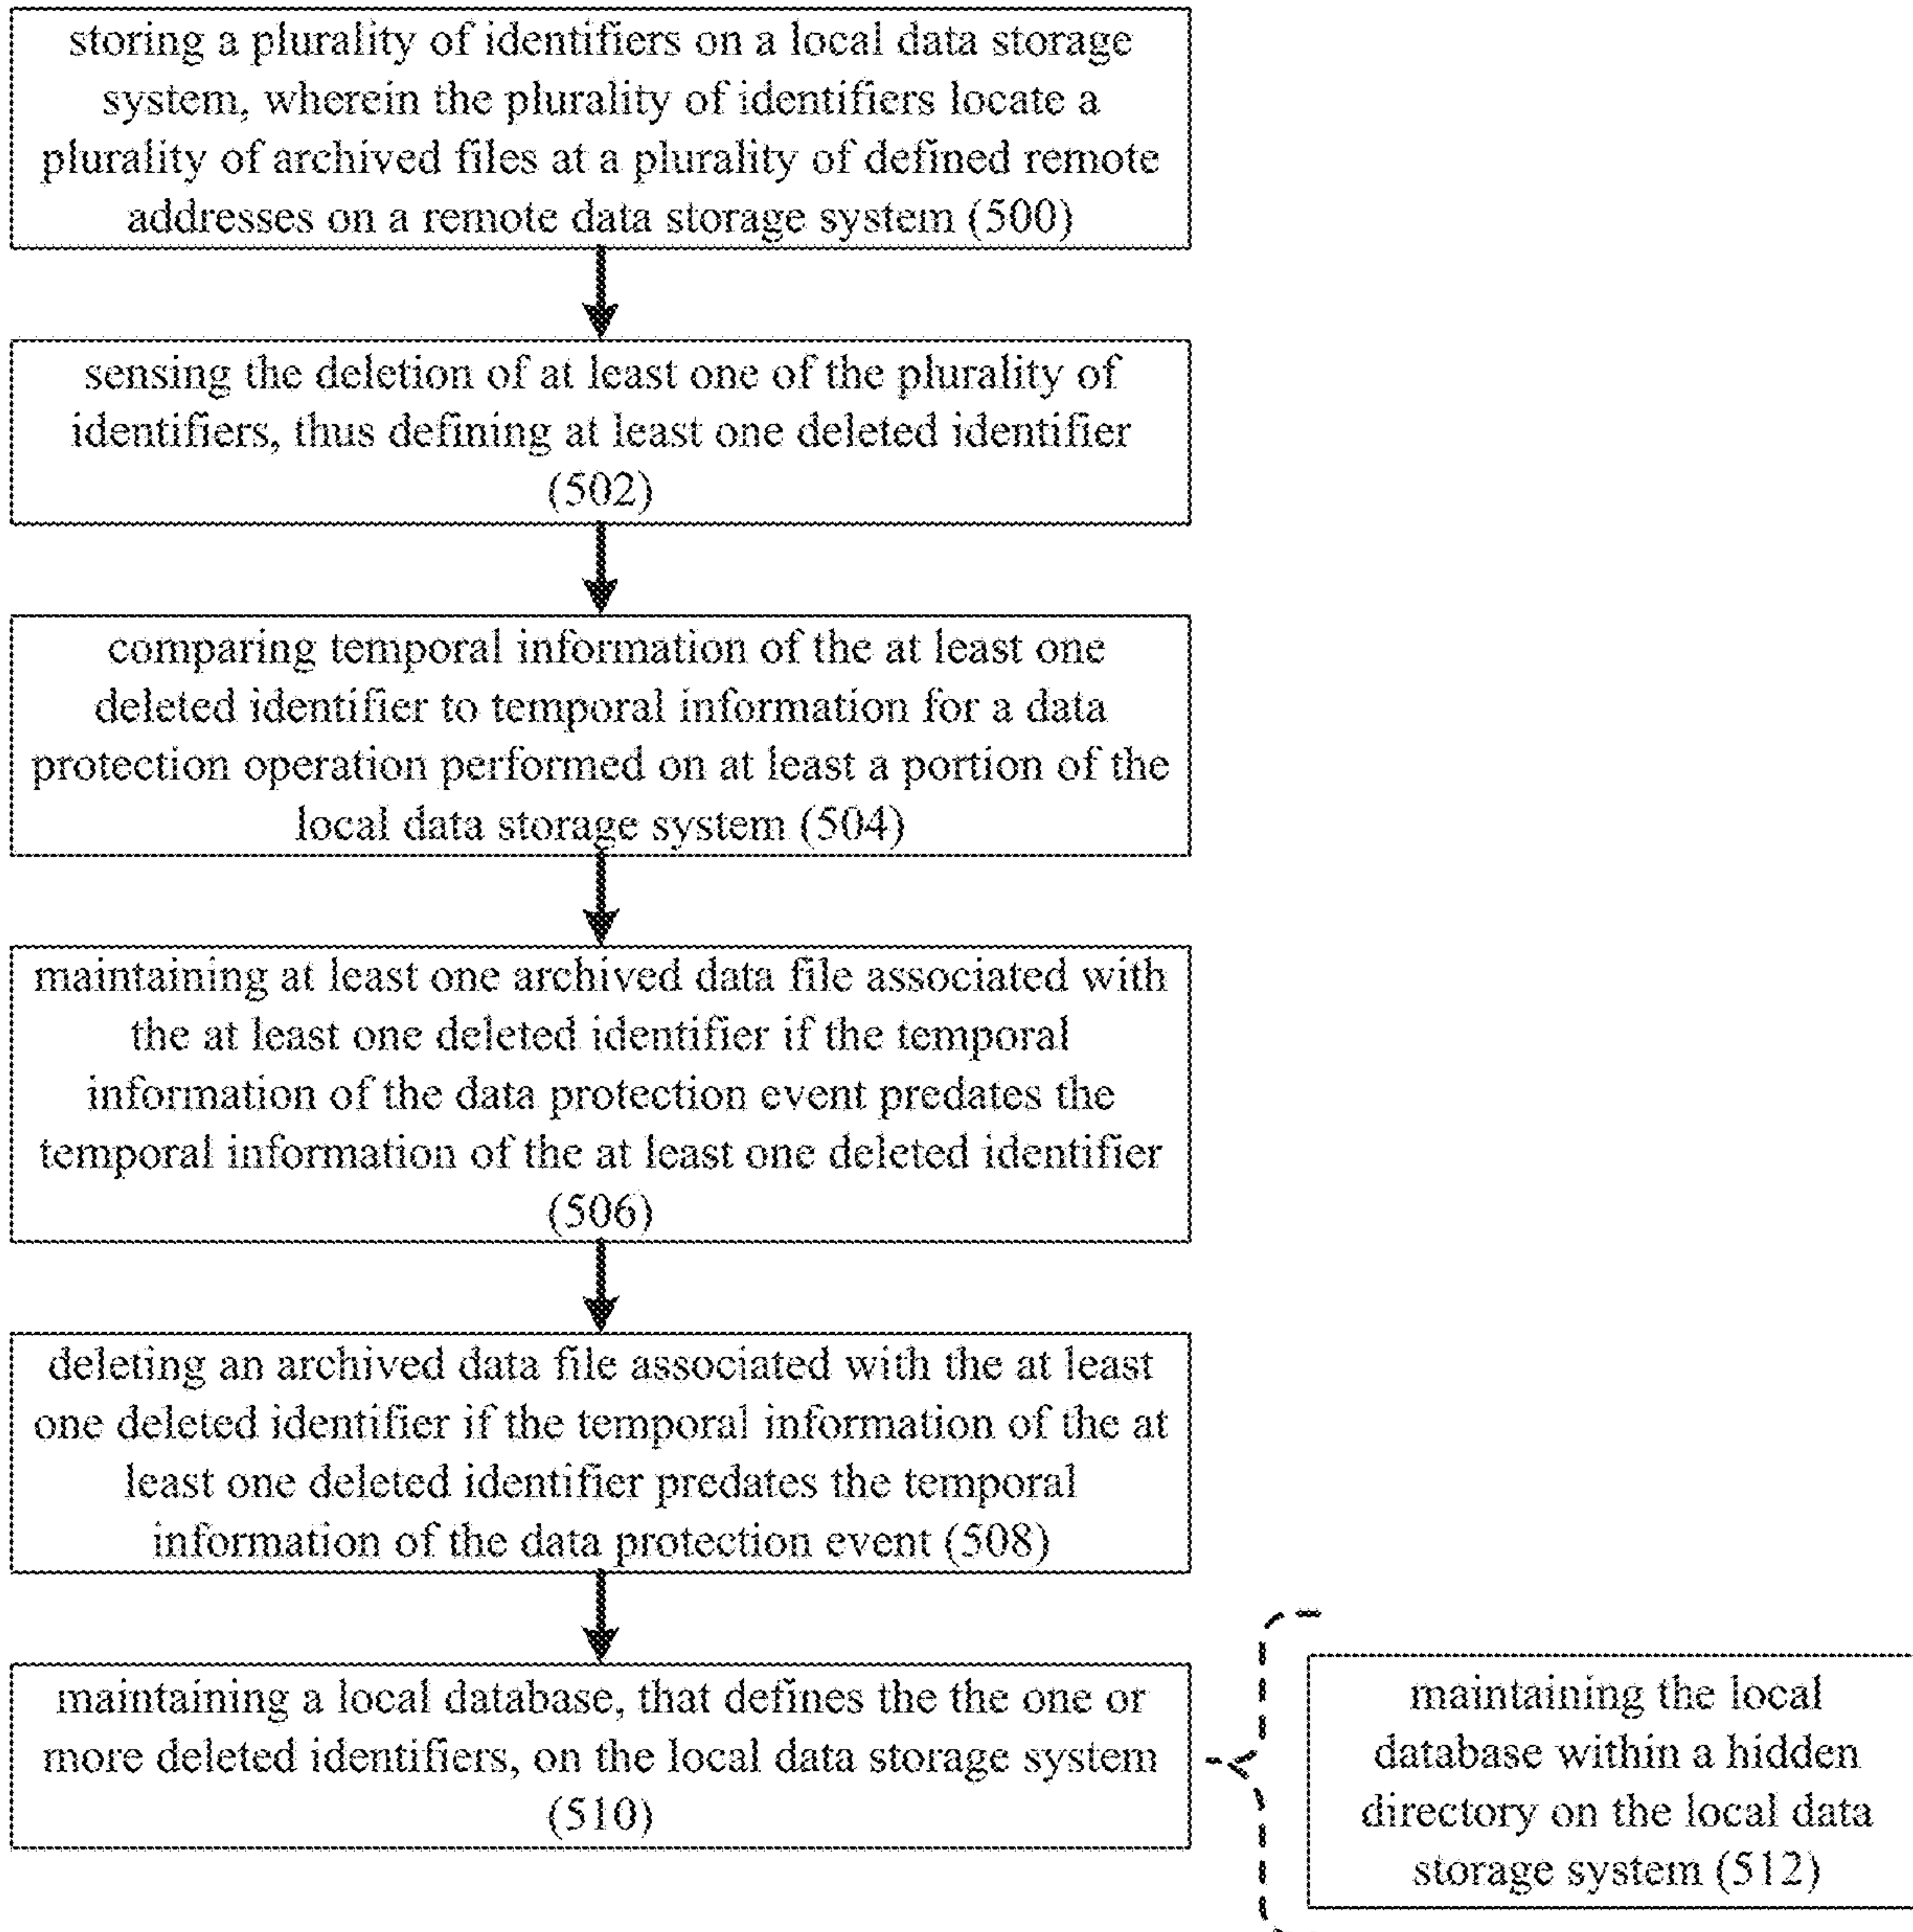 storing a plurality of identifiers on a local data storage
system, wherein the plurality of identifiers locate a
plurality of archived files at a plurality of defined remote
addresses on a remote data storage system (500)
sensing the deletion of at least one of the plurality of
identifiers, thus defining at least one deleted identifier
(502)
comparing temporal information of the at least one
deleted identifier to temporal information for a data
protection operation performed on at least a portion of the
local data storage system (504)
maintaining at least one archived data file associated with
the at least one deleted identifier if the temporal
information of the data protection event predates the
temporal information of the at least one deleted identifier
(506)
deleting an archived data file associated with the at least
one deleted identifier if the temporal information of the at
least one deleted identifier predates the temporal
information of the data protection event (508)
maintaining a local database, that defines the the one or
more deleted identifiers, on the local data storage system
(510)
maintaining the local
database within a hidden
directory on the local data
storage system (512)